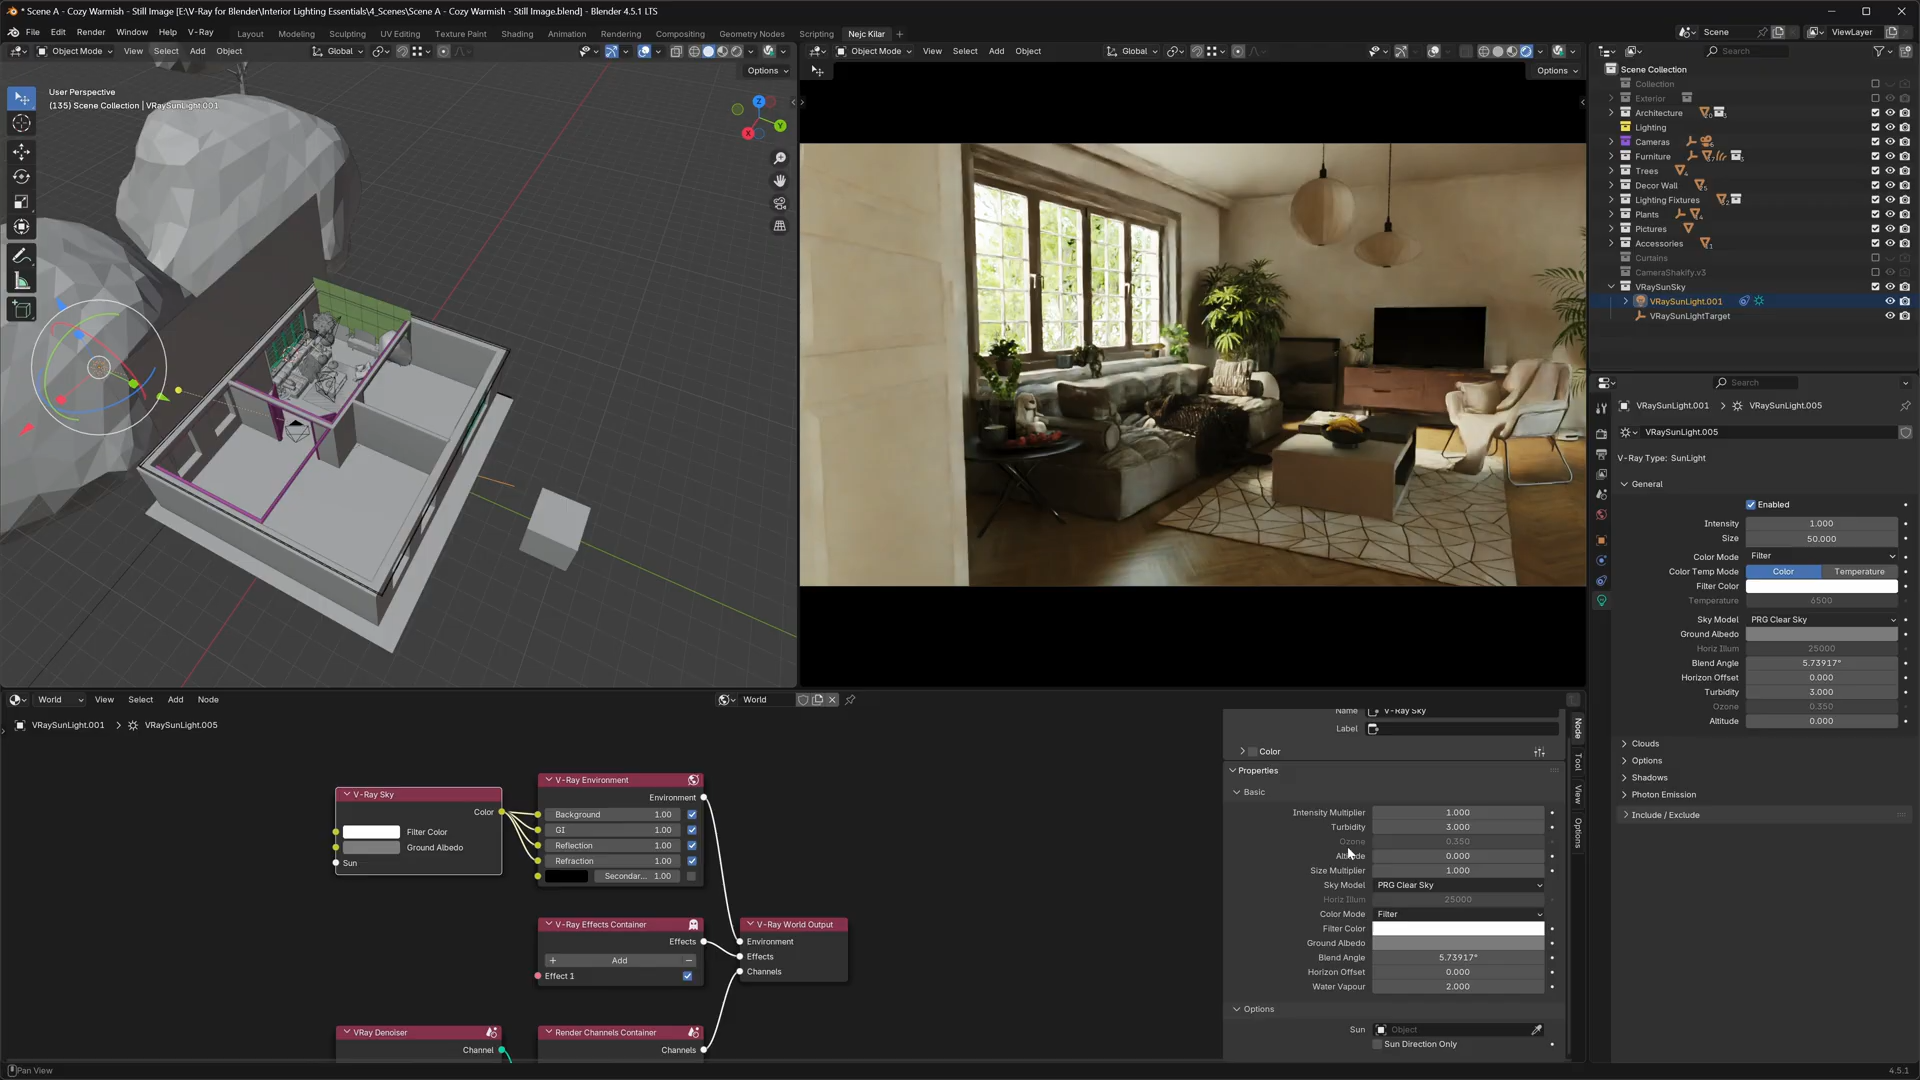 * Scene A - Cozy Warmish - Still Image [E:\V-Ray for Blender\Interior Lighting Essentials\4_Scenes\Scene A - Cozy Warmish - Still Image.blend] - Blender 4.5.1 LTS
File Edit Render Window Help V-Ray Layout Modeling Sculpting UV Editing Texture Paint Shading Animation Rendering Compositing Geometry Nodes Scripting Nejc Kilar + Scene ViewLayer
Object Mode View Select Add Object Global
Options
User Perspective
(135) Scene Collection | VRaySunLight.001
X
Y
Z
Object Mode View Select Add Object Global
Options
Search
Scene Collection
Collection
Exterior
Architecture
Lighting
Cameras
Furniture
Trees
Decor Wall
Lighting Fixtures
Plants
Pictures
Accessories
Curtains
CameraShakify.v3
VRaySunSky
VRaySunLight.001
VRaySunLightTarget
Search
VRaySunLight.001 > VRaySunLight.005
VRaySunLight.005
V-Ray Type: SunLight
General
Enabled
Intensity 1.000
Size 50.000
Color Mode Filter
Color Temp Mode Color Temperature
Filter Color
Temperature 6500
Sky Model PRG Clear Sky
Ground Albedo
Horiz Illum 25000
Blend Angle 5.73917°
Horizon Offset 0.000
Turbidity 3.000
Ozone 0.350
Altitude 0.000
Clouds
Options
Shadows
Photon Emission
Include / Exclude
World View Select Add Node World
VRaySunLight.001 > VRaySunLight.005
V-Ray Sky
Color
Filter Color
Ground Albedo
Sun
V-Ray Environment
Environment
Background 1.00
GI 1.00
Reflection 1.00
Refraction 1.00
Secondar... 1.00
V-Ray Effects Container
Effects
+ Add −
Effect 1
V-Ray World Output
Environment
Effects
Channels
VRay Denoiser
Channel
Render Channels Container
Channels
Name V-Ray Sky
Label
Color
Properties
Basic
Intensity Multiplier 1.000
Turbidity 3.000
Ozone 0.350
Altitude 0.000
Size Multiplier 1.000
Sky Model PRG Clear Sky
Horiz Illum 25000
Color Mode Filter
Filter Color
Ground Albedo
Blend Angle 5.73917°
Horizon Offset 0.000
Water Vapour 2.000
Options
Sun Object
Sun Direction Only
Node
Tool
View
Options
Pan View
4.5.1